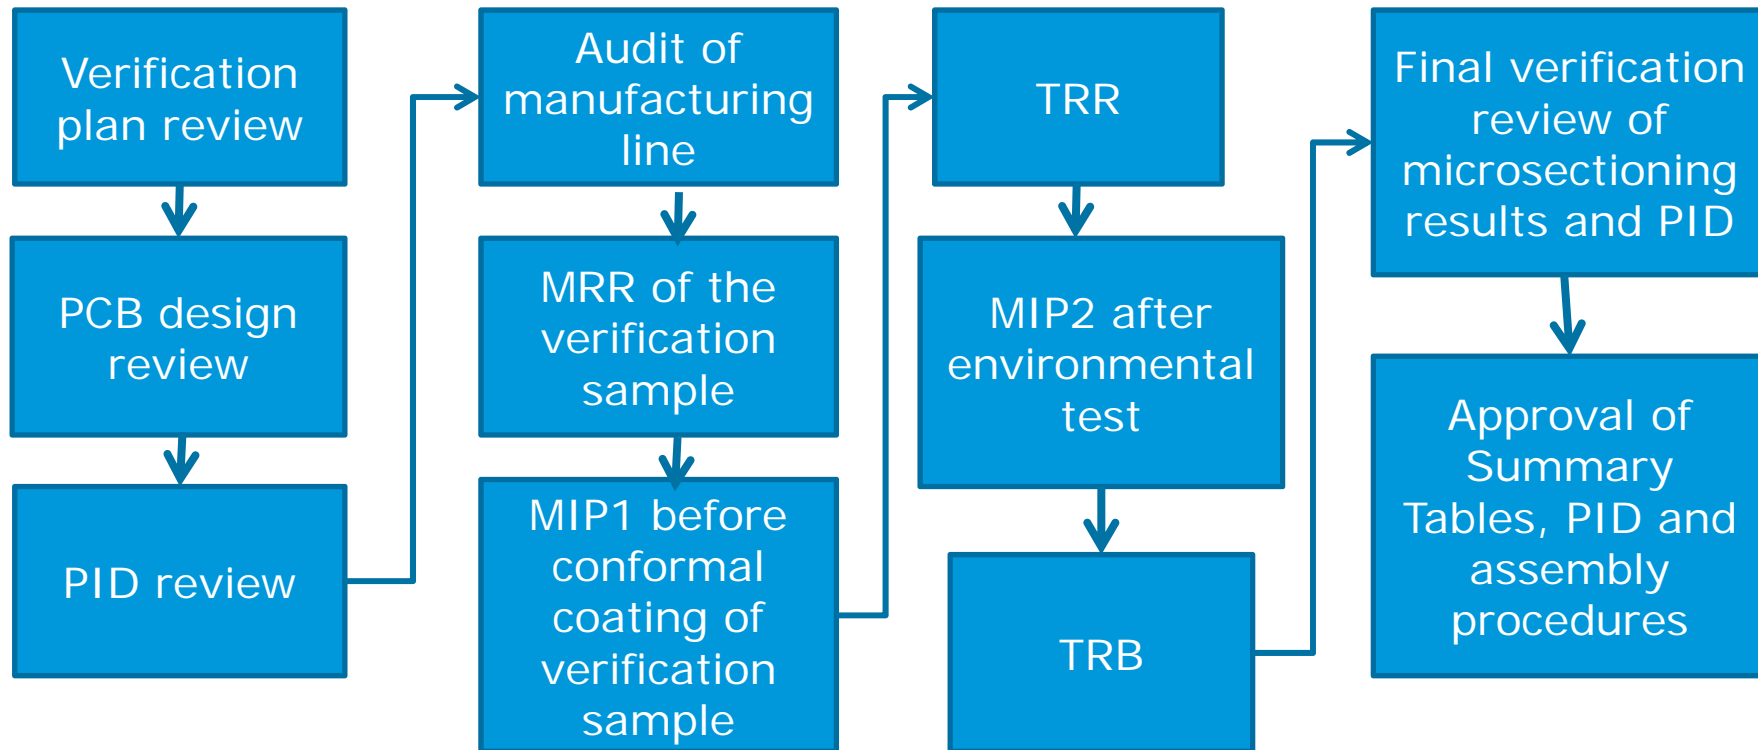 Verification
plan review
PCB design
review
PID review
Audit of
manufacturing
line
MRR of the
verification
sample
MIP1 before
conformal
coating of
verification
sample
TRR
MIP2 after
environmental
test
TRB
Final verification
review of
microsectioning
results and PID
Approval of
Summary
Tables, PID and
assembly
procedures